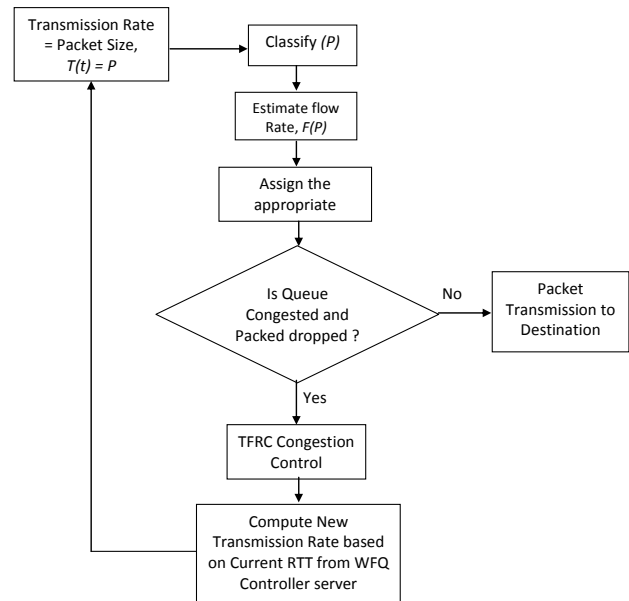 Transmission Rate
= Packet Size,
T(t) = P
Classify (P)
Estimate flow
Rate, F(P)
Assign the
appropriate
Is Queue
Congested and
Packed dropped ?
No
Packet
Transmission to
Destination
Yes
TFRC Congestion
Control
Compute New
Transmission Rate based
on Current RTT from WFQ
Controller server